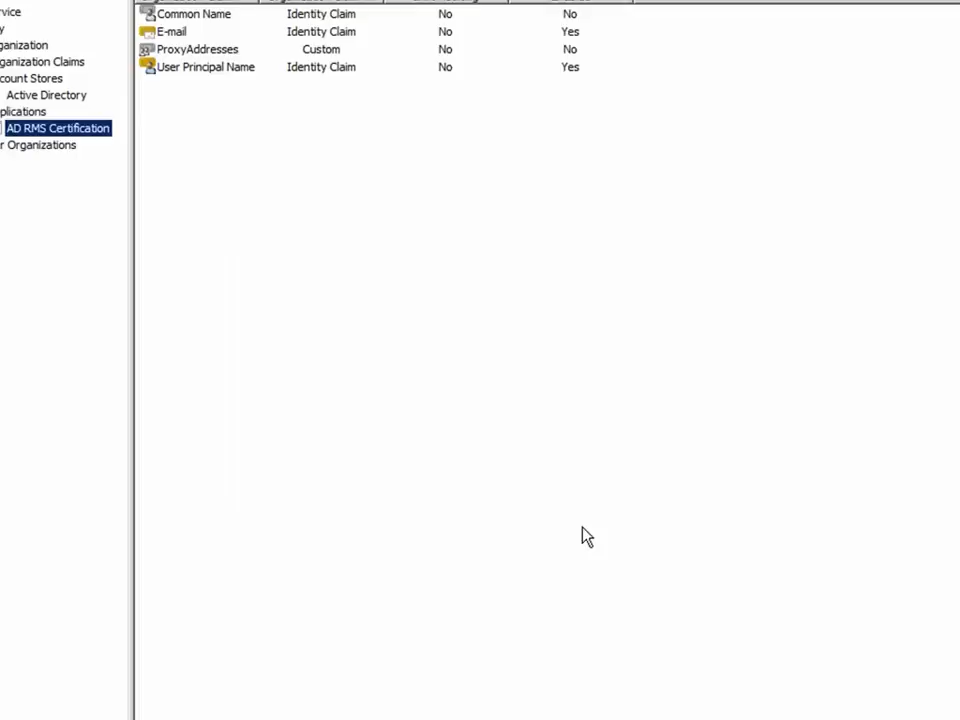 rvice
y
ganization
ganization Claims
count Stores
Active Directory
plications
AD RMS Certification
r Organizations
Common Name Identity Claim No No
E-mail Identity Claim No Yes
ProxyAddresses Custom No No
User Principal Name Identity Claim No Yes